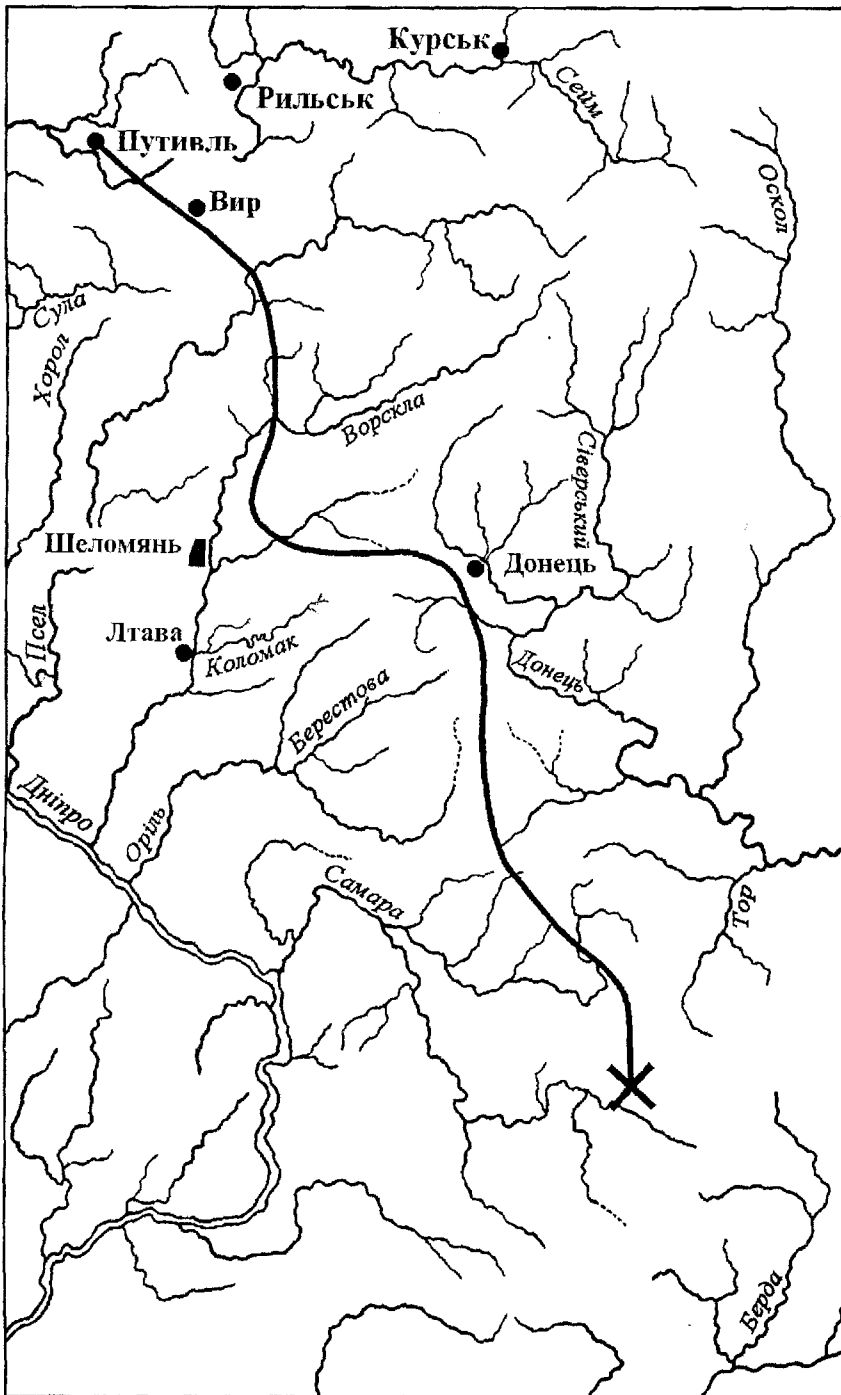 Курськ
Рильськ
Сейм
Путивль
Оскол
Вир
Сула
Хорол
Ворскла
Сіверський
Шеломянь
Донець
Лтава
Псел
Коломак
Донець
Берестова
Дніпро
Оріль
Самара
Тор
Берда